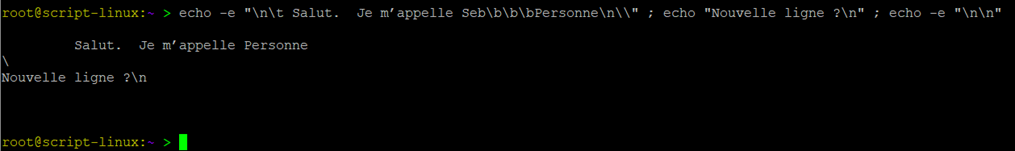 root@script-linux:~ > echo -e "\n\t Salut.  Je m’appelle Seb\b\b\bPersonne\n\\" ; echo "Nouvelle ligne ?\n" ; echo -e "\n\n"
Salut.  Je m’appelle Personne
\
Nouvelle ligne ?\n
root@script-linux:~ >